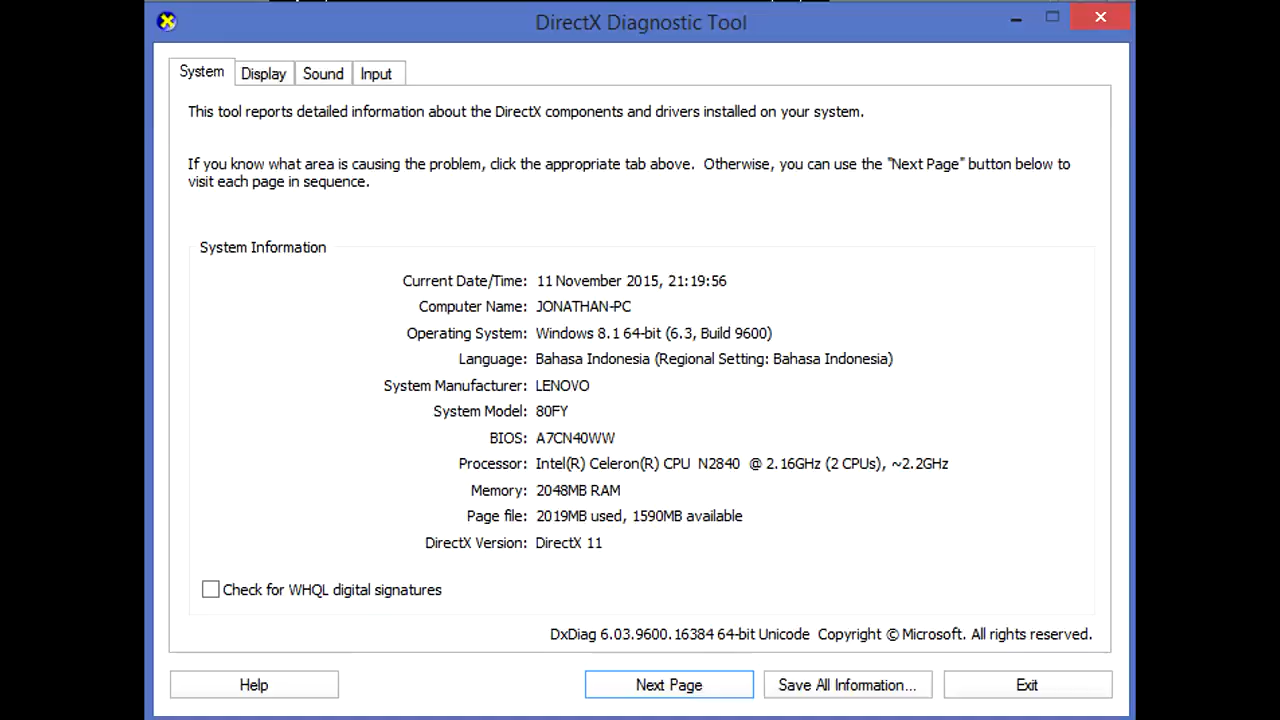 DirectX Diagnostic Tool
System Display Sound Input
This tool reports detailed information about the DirectX components and drivers installed on your system.
If you know what area is causing the problem, click the appropriate tab above.  Otherwise, you can use the "Next Page" button below to
visit each page in sequence.
System Information
Current Date/Time: 11 November 2015, 21:19:56
Computer Name: JONATHAN-PC
Operating System: Windows 8.1 64-bit (6.3, Build 9600)
Language: Bahasa Indonesia (Regional Setting: Bahasa Indonesia)
System Manufacturer: LENOVO
System Model: 80FY
BIOS: A7CN40WW
Processor: Intel(R) Celeron(R) CPU  N2840  @ 2.16GHz (2 CPUs), ~2.2GHz
Memory: 2048MB RAM
Page file: 2019MB used, 1590MB available
DirectX Version: DirectX 11
Check for WHQL digital signatures
DxDiag 6.03.9600.16384 64-bit Unicode  Copyright © Microsoft. All rights reserved.
Help Next Page Save All Information... Exit